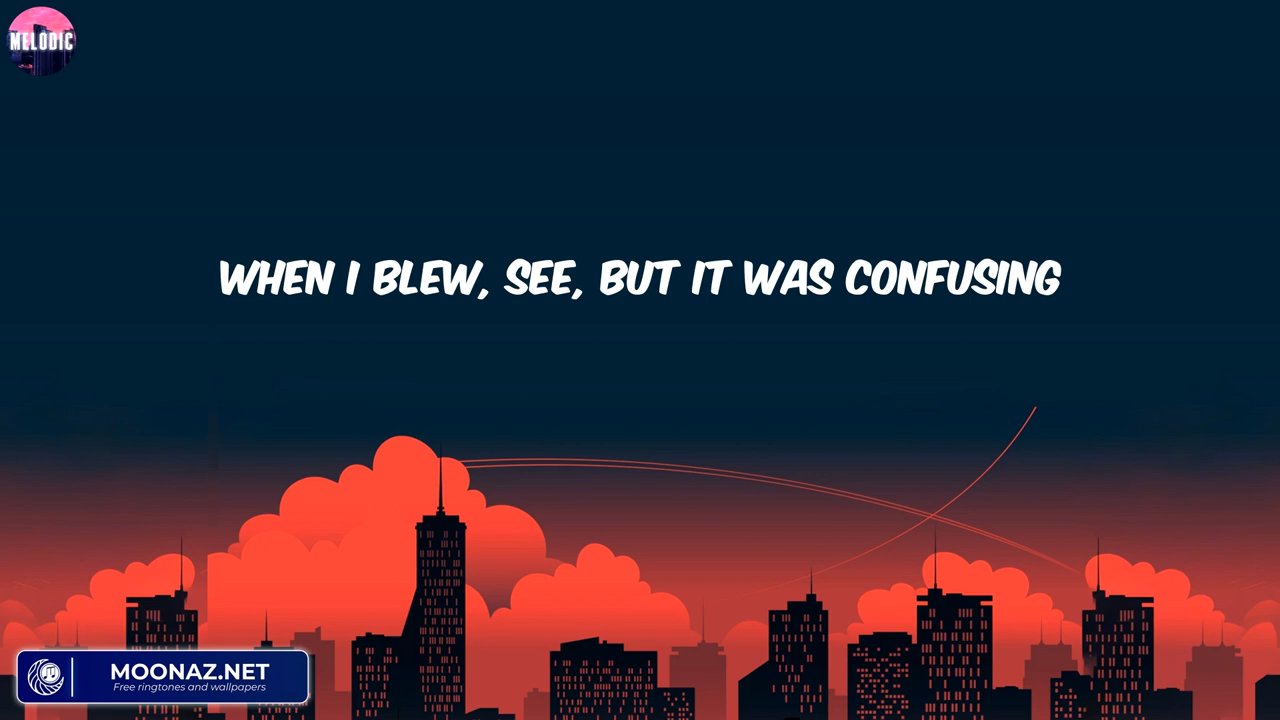 MELODIC
WHEN I BLEW, SEE, BUT IT WAS CONFUSING
MOONAZ.NET
Free ringtones and wallpapers